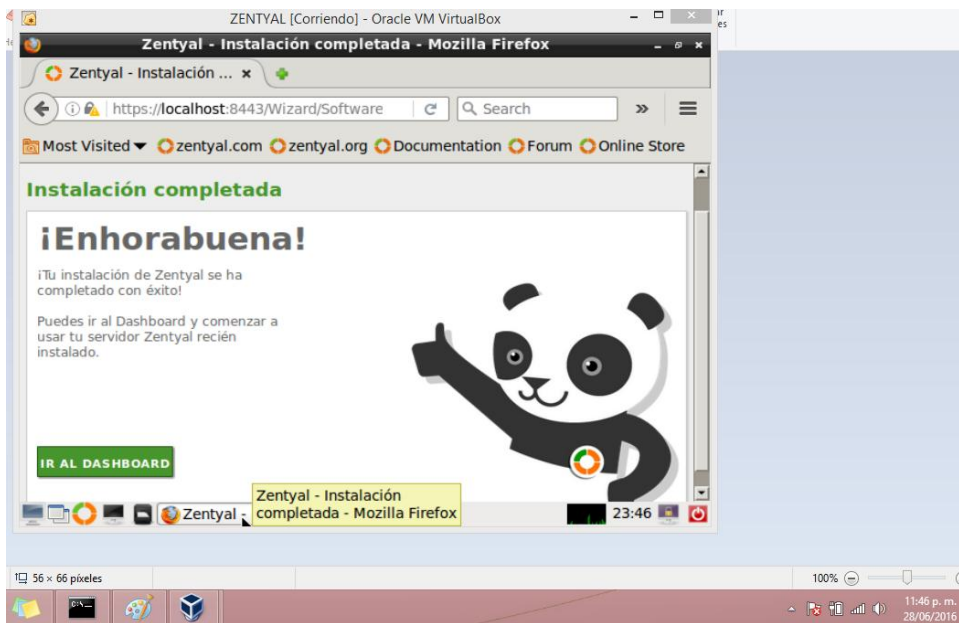 ZENTYAL [Corriendo] - Oracle VM VirtualBox
Zentyal - Instalación completada - Mozilla Firefox
Zentyal - Instalación ...
https://localhost:8443/Wizard/Software
Search
Most Visited
zentyal.com
zentyal.org
Documentation
Forum
Online Store
Instalación completada
¡Enhorabuena!
¡Tu instalación de Zentyal se ha
completado con éxito!
Puedes ir al Dashboard y comenzar a
usar tu servidor Zentyal recién
instalado.
IR AL DASHBOARD
Zentyal - Instalación
completada - Mozilla Firefox
Zentyal -
23:46
56 × 66 píxeles
100%
11:46 p. m.
28/06/2016